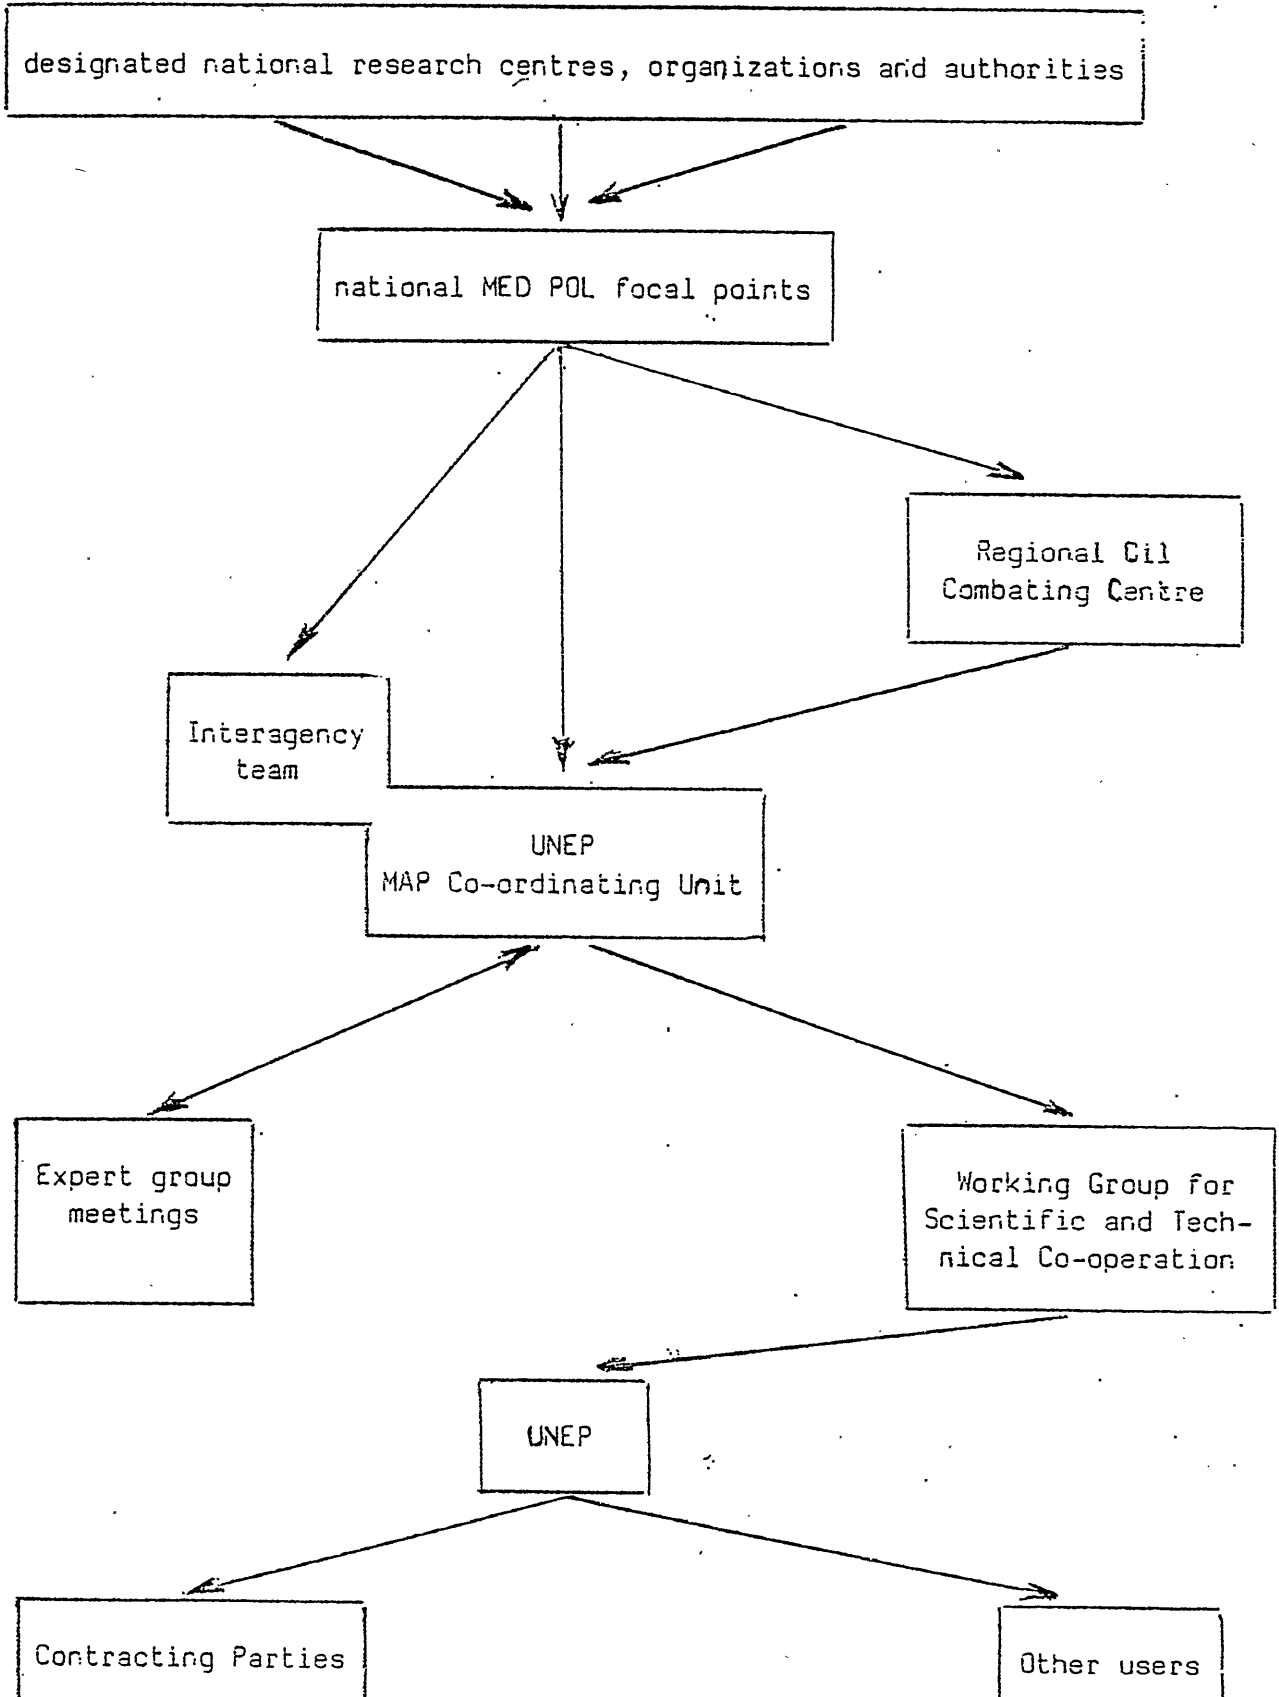 designated national research centres, organizations and authorities
national MED POL focal points
Regional Oil
Combating Centre
Interagency
team
UNEP
MAP Co-ordinating Unit
Expert group
meetings
Working Group for
Scientific and Tech-
nical Co-operation
UNEP
Contracting Parties
Other users